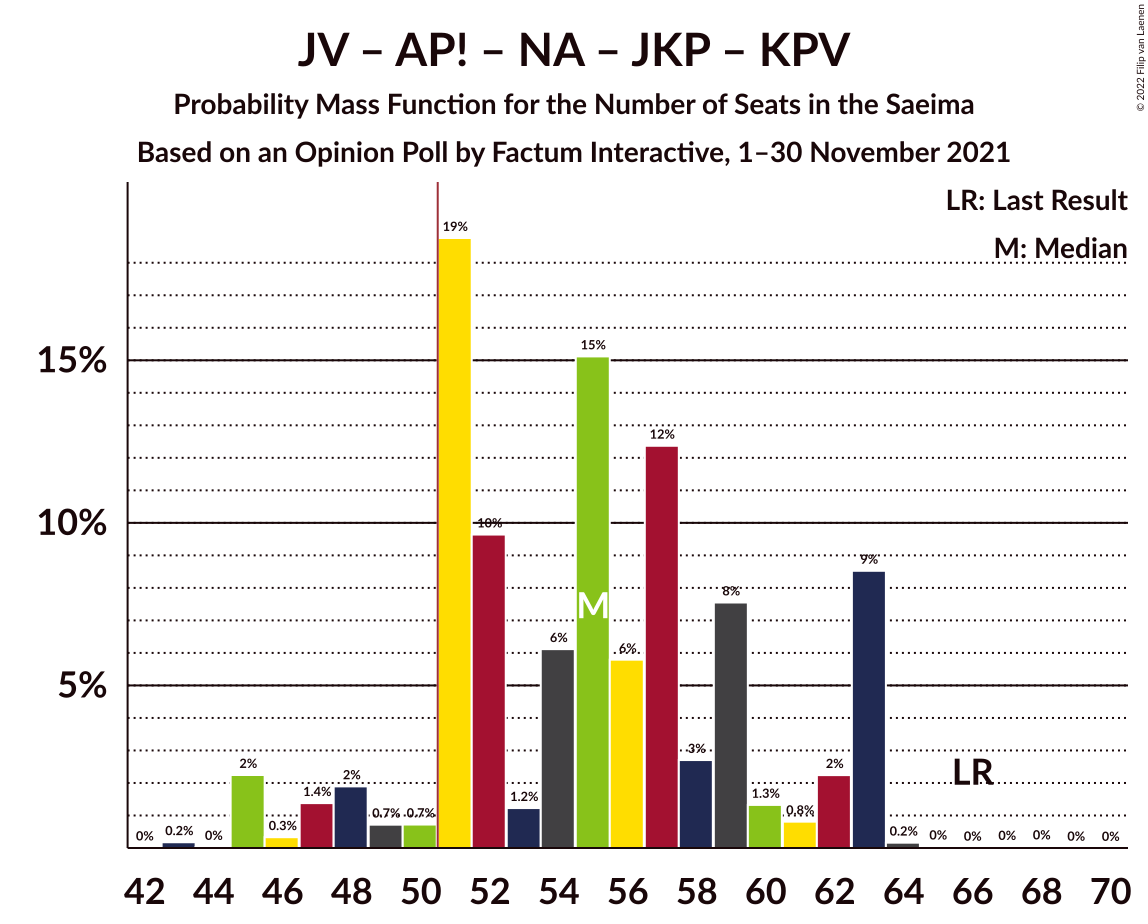 JV – AP! – NA – JKP – KPV
Probability Mass Function for the Number of Seats in the Saeima
Based on an Opinion Poll by Factum Interactive, 1–30 November 2021
© 2022 Filip van Laenen
LR: Last Result
M: Median
15%
10%
5%
0% 0.2% 0% 2% 0.3% 1.4% 2% 0.7% 0.7% 19% 10% 1.2% 6% 15% 6% 12% 3% 8% 1.3% 0.8% 2% 9% 0.2% 0% 0% 0% 0% 0% 0%
M
LR
42 44 46 48 50 52 54 56 58 60 62 64 66 68 70